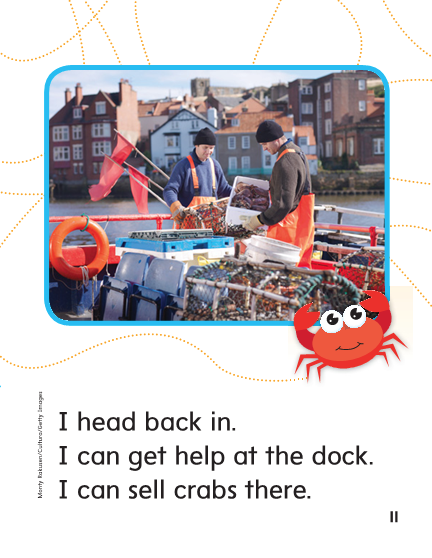 Monty Rakusen/Cultura/Getty Images
I head back in.
I can get help at the dock.
I can sell crabs there.
11